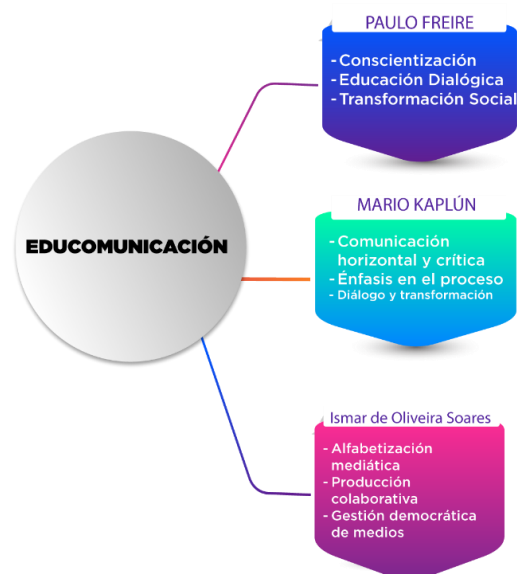 EDUCOMUNICACIÓN
PAULO FREIRE
- Conscientización
- Educación Dialógica
- Transformación Social
MARIO KAPLÚN
- Comunicación
horizontal y crítica
- Énfasis en el proceso
- Diálogo y transformación
Ismar de Oliveira Soares
- Alfabetización
mediática
- Producción
colaborativa
- Gestión democrática
de medios